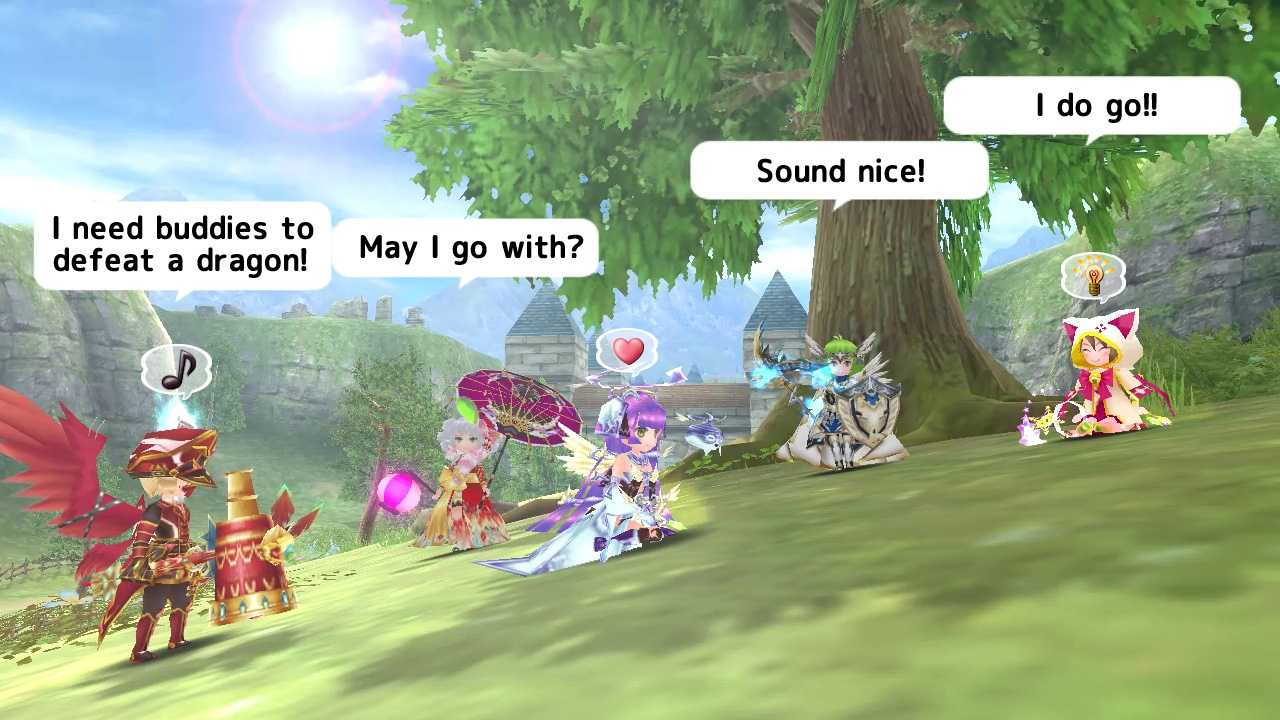 I need buddies to
defeat a dragon!
May I go with?
Sound nice!
I do go!!